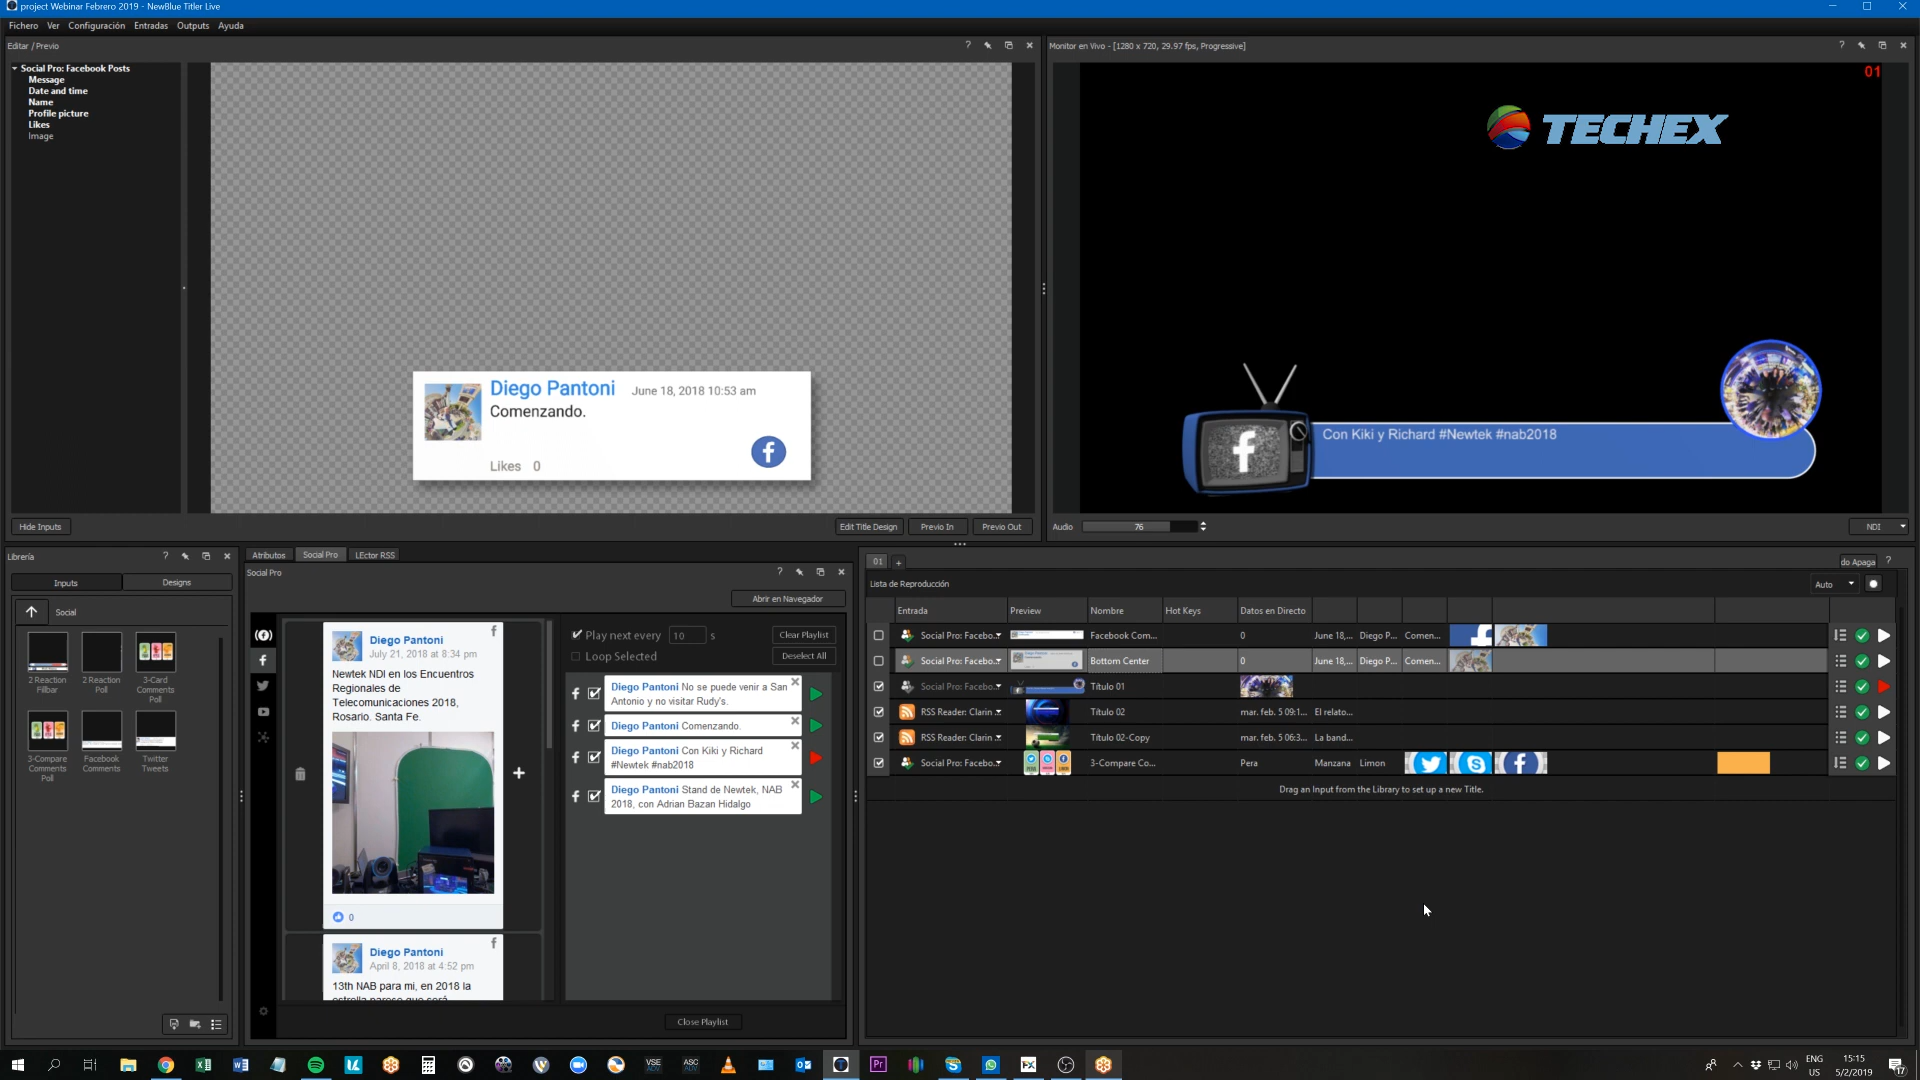 project Webinar Febrero 2019 - NewBlue Titler Live
Fichero Ver Configuración Entradas Outputs Ayuda
Editar / Previo
Social Pro: Facebook Posts
Message
Date and time
Name
Profile picture
Likes
Image
Diego Pantoni June 18, 2018 10:53 am
Comenzando.
Likes 0
Hide Inputs
Edit Title Design
Previo In
Previo Out
Monitor en Vivo - [1280 x 720, 29.97 fps, Progressive]
01
TECHEX
Con Kiki y Richard #Newtek #nab2018
Audio 76
NDI
Librería
Inputs
Designs
Social
2 Reaction Fillbar
2 Reaction Poll
3-Card Comments Poll
3-Compare Comments Poll
Facebook Comments
Twitter Tweets
Atributos
Social Pro
LEctor RSS
Social Pro
Abrir en Navegador
Diego Pantoni
July 21, 2018 at 8:34 pm
Newtek NDI en los Encuentros
Regionales de
Telecomunicaciones 2018,
Rosario. Santa Fe.
0
Diego Pantoni
April 8, 2018 at 4:52 pm
13th NAB para mi, en 2018 la
Play next every 10 s
Clear Playlist
Loop Selected
Deselect All
Diego Pantoni No se puede venir a San
Antonio y no visitar Rudy's.
Diego Pantoni Comenzando.
Diego Pantoni Con Kiki y Richard
#Newtek #nab2018
Diego Pantoni Stand de Newtek, NAB
2018, con Adrian Bazan Hidalgo
Close Playlist
01 +
do Apaga
Lista de Reproducción
Auto
Entrada Preview Nombre Hot Keys Datos en Directo
Social Pro: Facebo... Facebook Com... 0 June 18,... Diego P... Comen...
Social Pro: Facebo... Bottom Center 0 June 18,... Diego P... Comen...
Social Pro: Facebo... Título 01
RSS Reader: Clarin Título 02 mar. feb. 5 09:1... El relato...
RSS Reader: Clarin Título 02-Copy mar. feb. 5 06:3... La band...
Social Pro: Facebo... 3-Compare Co... Pera Manzana Limon
Drag an Input from the Library to set up a new Title.
VSE
ADV
ASC
ADV
Pr
ENG
US
15:15
5/2/2019
17